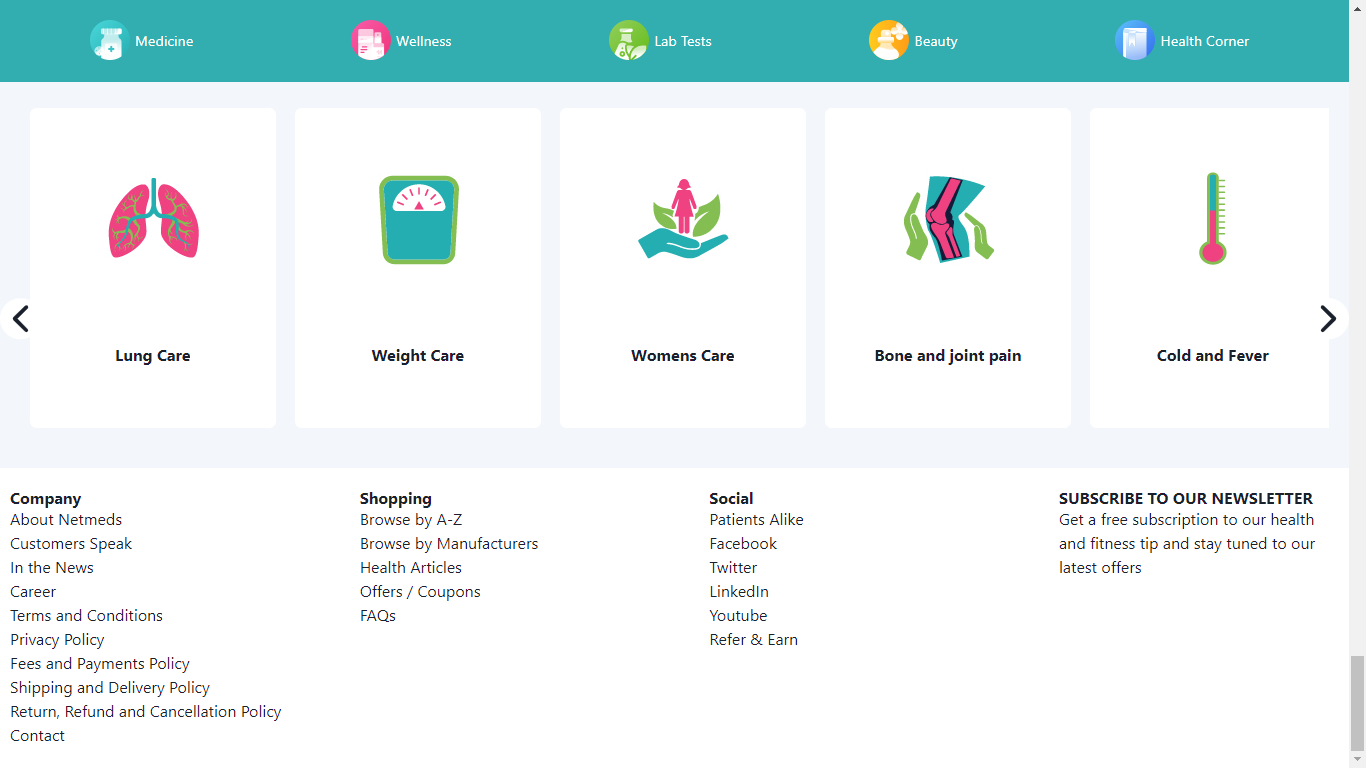 Medicine
Wellness
Lab Tests
Beauty
Health Corner
Lung Care
Weight Care
Womens Care
Bone and joint pain
Cold and Fever
Company
About Netmeds
Customers Speak
In the News
Career
Terms and Conditions
Privacy Policy
Fees and Payments Policy
Shipping and Delivery Policy
Return, Refund and Cancellation Policy
Contact
Shopping
Browse by A-Z
Browse by Manufacturers
Health Articles
Offers / Coupons
FAQs
Social
Patients Alike
Facebook
Twitter
LinkedIn
Youtube
Refer & Earn
SUBSCRIBE TO OUR NEWSLETTER
Get a free subscription to our health
and fitness tip and stay tuned to our
latest offers